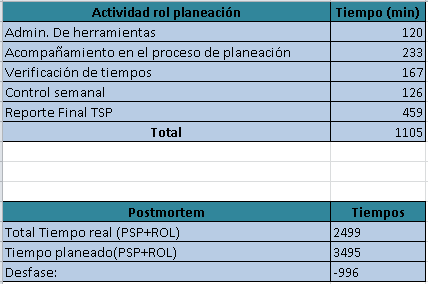 Actividad rol planeación Tiempo (min)
Admin. De herramientas 120
Acompañamiento en el proceso de planeación 233
Verificación de tiempos 167
Control semanal 126
Reporte Final TSP 459
Total 1105
Postmortem Tiempos
Total Tiempo real (PSP+ROL) 2499
Tiempo planeado(PSP+ROL) 3495
Desfase: -996